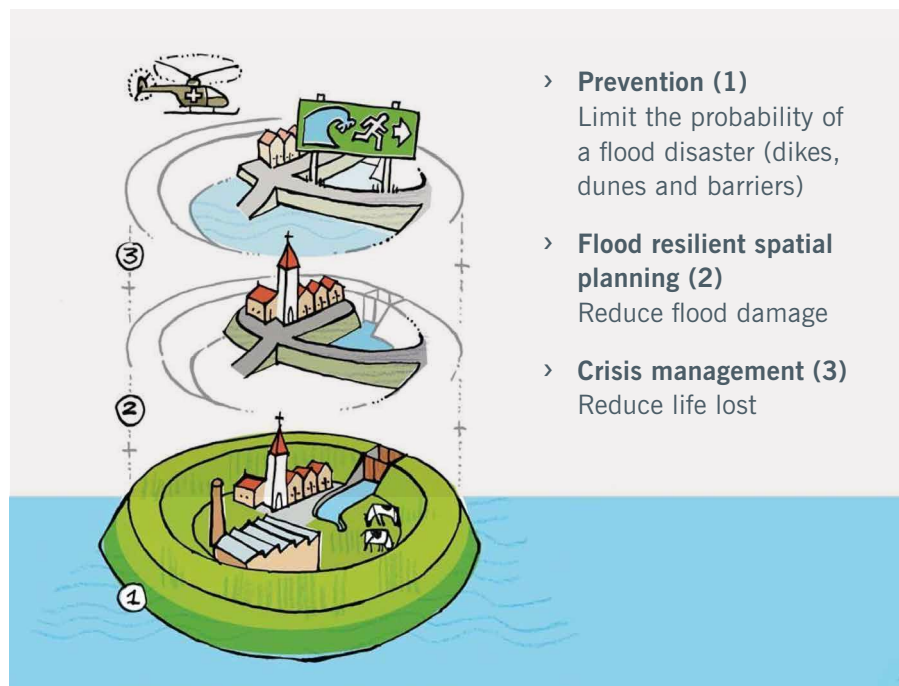 › Prevention (1)
Limit the probability of
a flood disaster (dikes,
dunes and barriers)
› Flood resilient spatial
planning (2)
Reduce flood damage
› Crisis management (3)
Reduce life lost
3
2
1